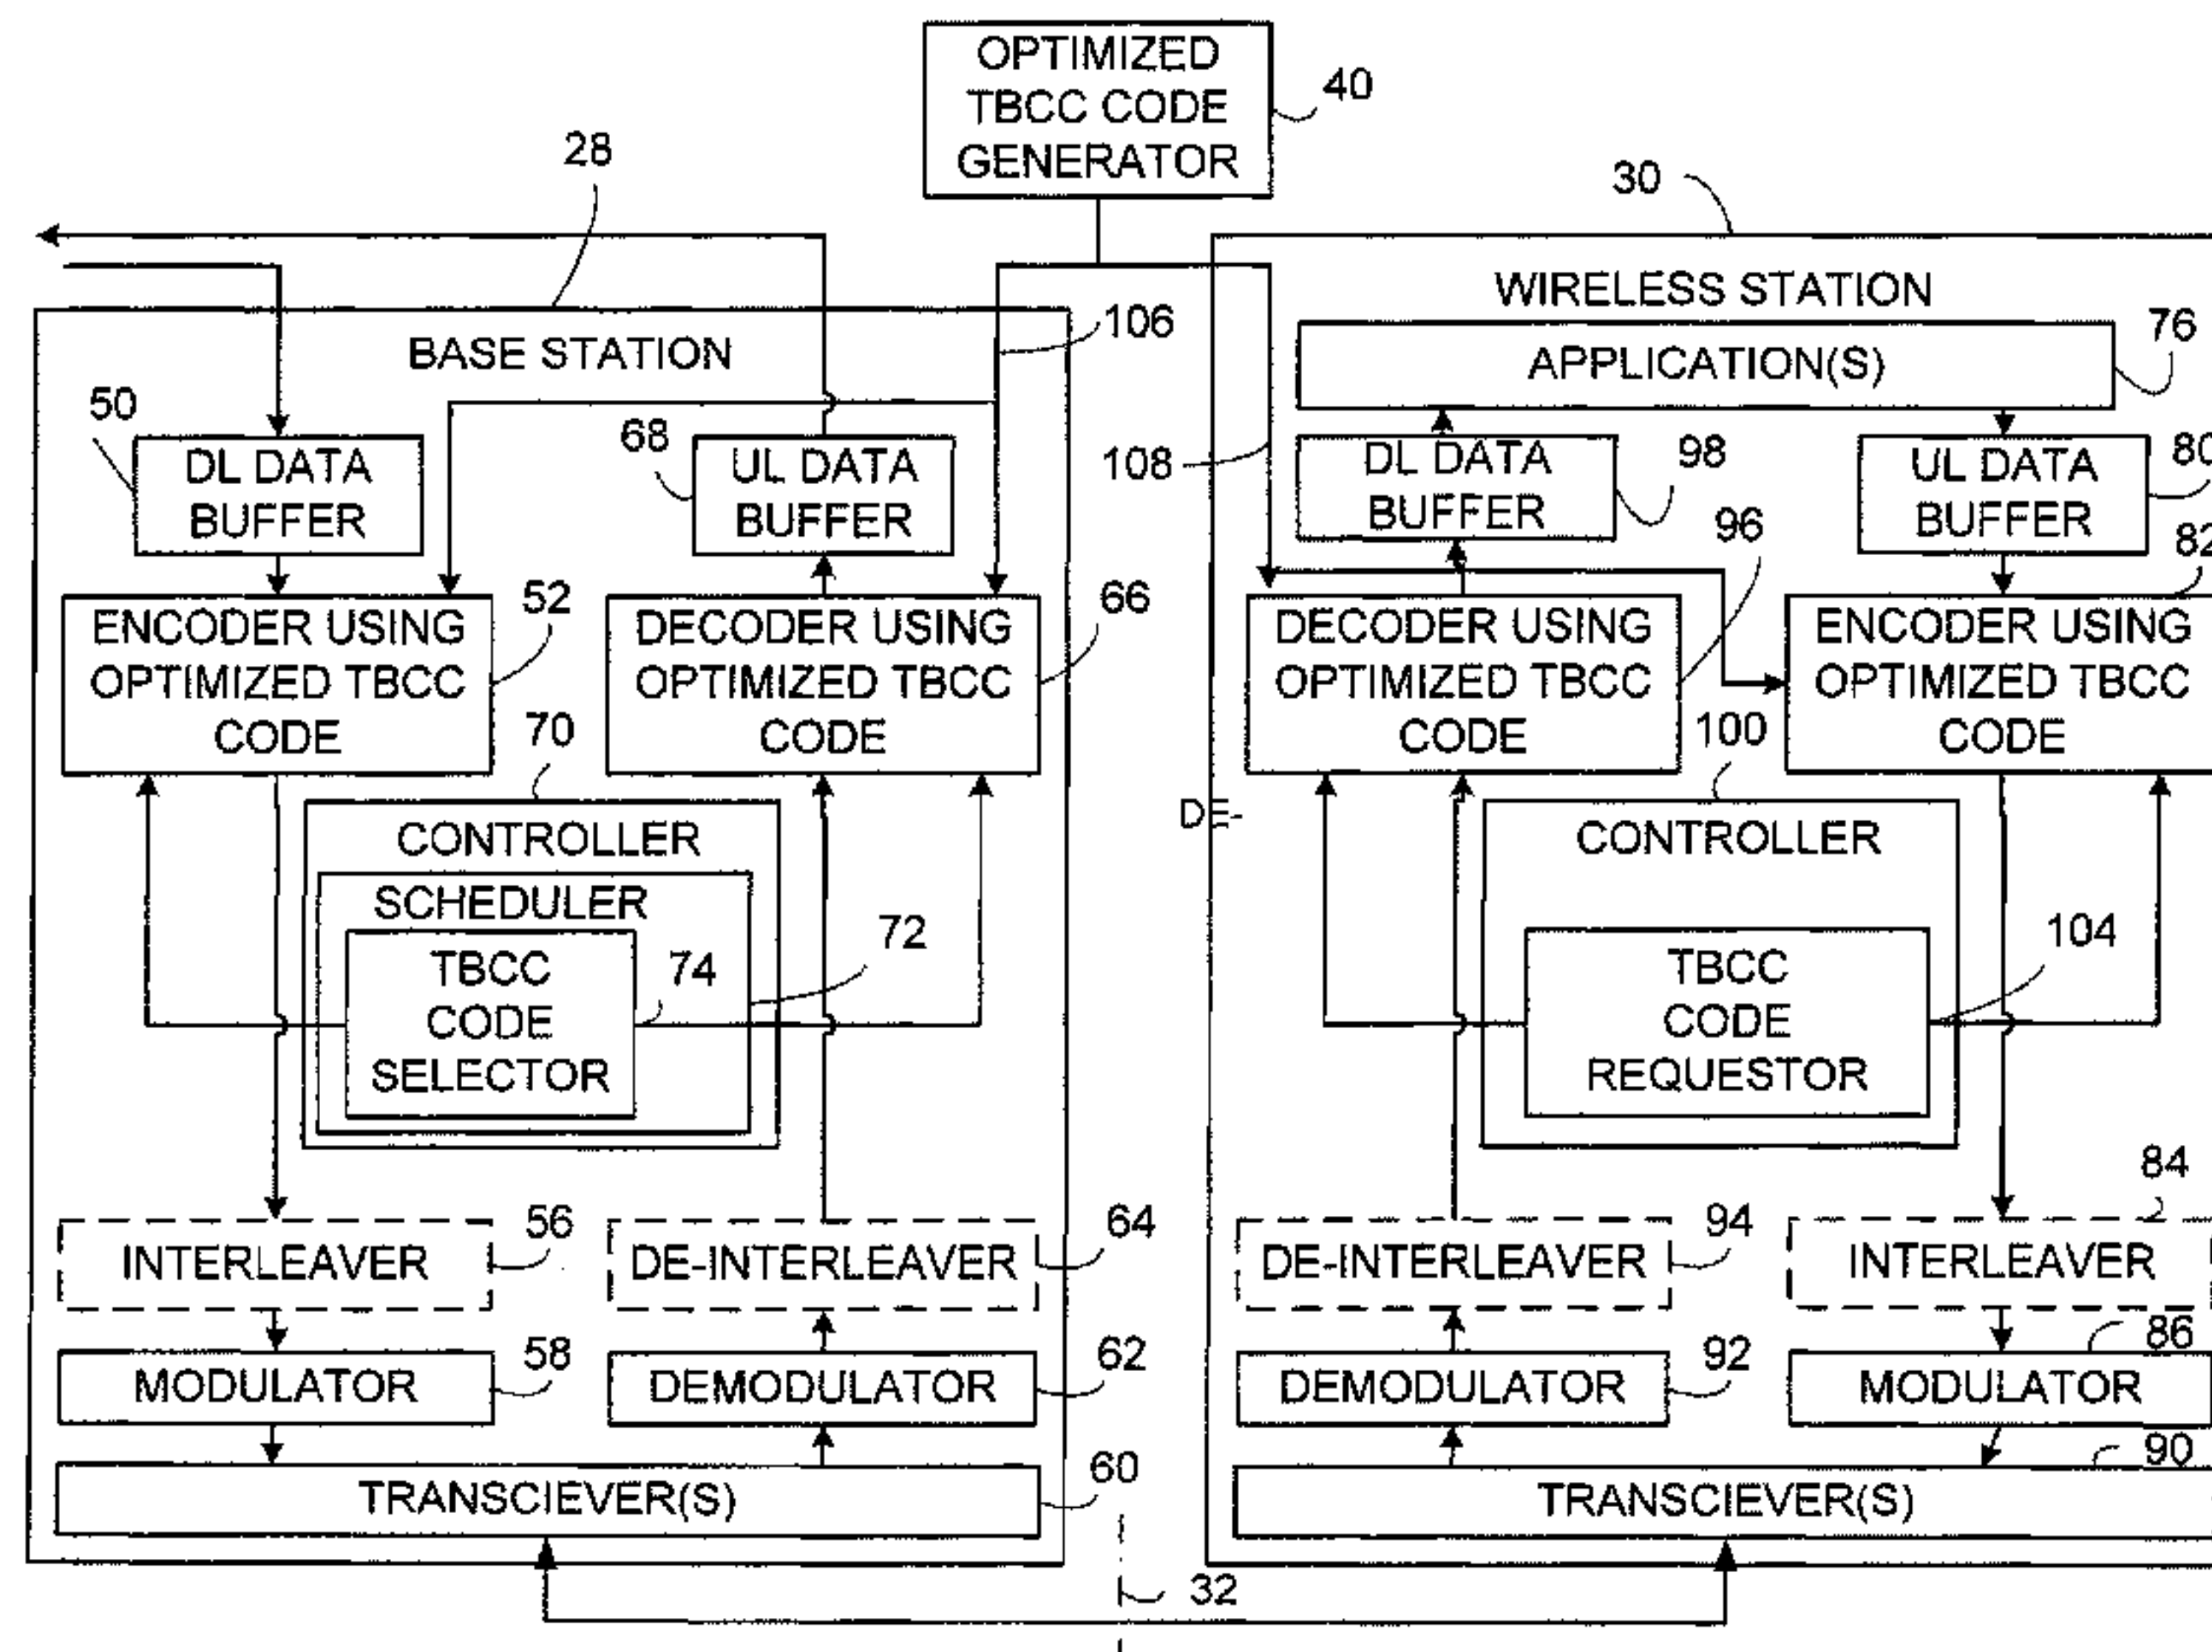 OPTIMIZED
TBCC CODE
GENERATOR
40
28
30
BASE STATION
106
WIRELESS STATION
APPLICATION(S)
76
50
DL DATA
BUFFER
68
UL DATA
BUFFER
108
DL DATA
BUFFER
98
UL DATA
BUFFER
80
ENCODER USING
OPTIMIZED TBCC
CODE
52
DECODER USING
OPTIMIZED TBCC
CODE
66
DECODER USING
OPTIMIZED TBCC
CODE
96
ENCODER USING
OPTIMIZED TBCC
CODE
82
70
CONTROLLER
SCHEDULER
72
TBCC
CODE
SELECTOR
74
DE-
100
CONTROLLER
TBCC
CODE
REQUESTOR
104
INTERLEAVER
56
DE-INTERLEAVER
64
DE-INTERLEAVER
94
INTERLEAVER
84
MODULATOR
58
DEMODULATOR
62
DEMODULATOR
92
MODULATOR
86
TRANSCIEVER(S)
60
TRANSCIEVER(S)
90
32